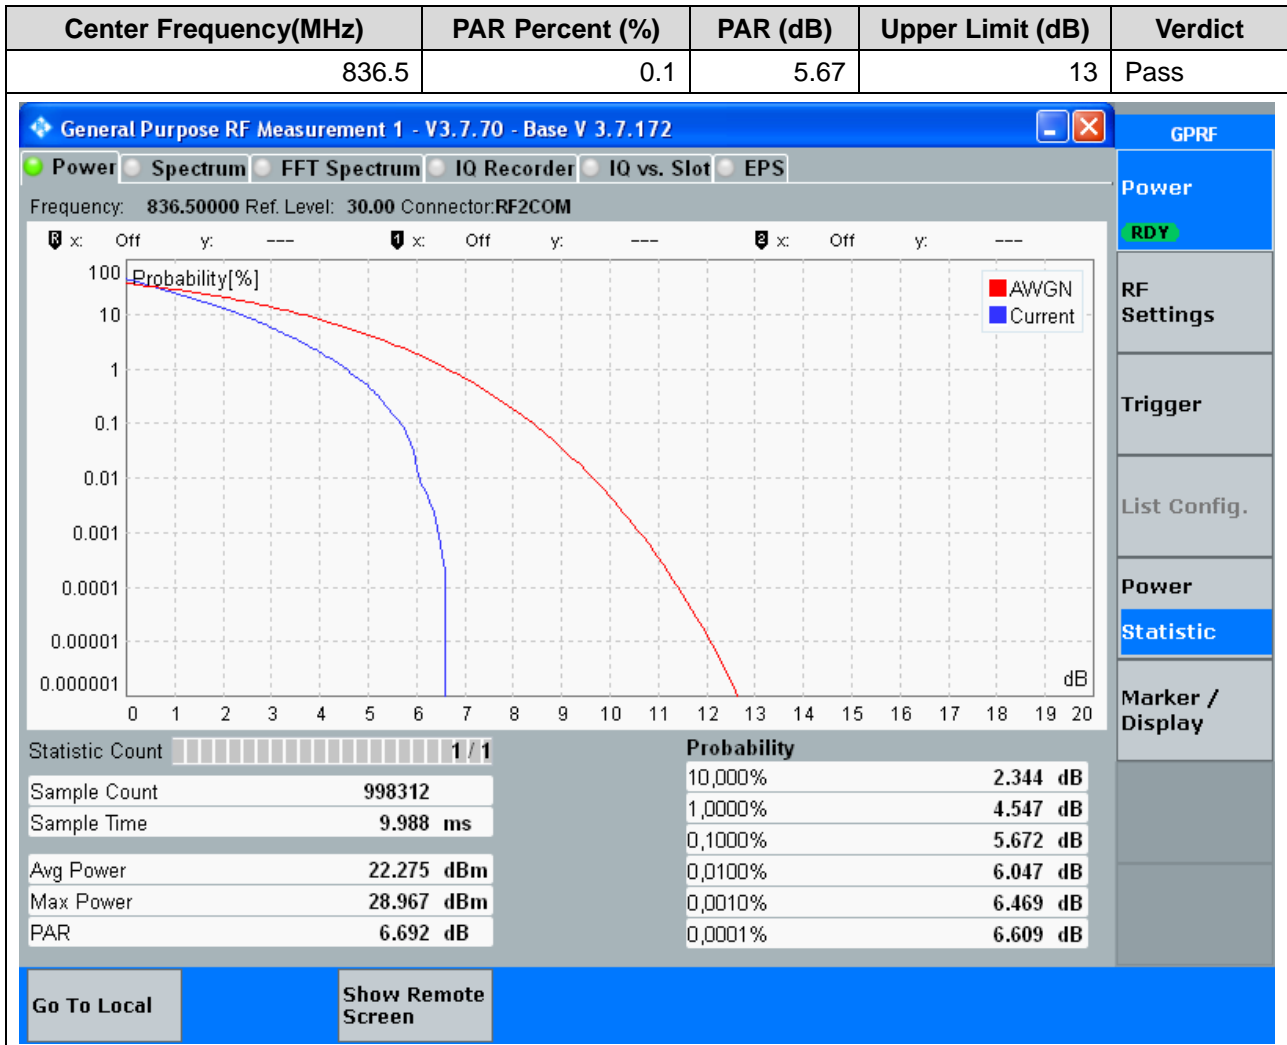 Center Frequency(MHz) PAR Percent (%) PAR (dB) Upper Limit (dB) Verdict
836.5 0.1 5.67 13 Pass
General Purpose RF Measurement 1 - V3.7.70 - Base V 3.7.172
GPRF
Power Spectrum FFT Spectrum IQ Recorder IQ vs. Slot EPS
Frequency: 836.50000 Ref. Level: 30.00 Connector:RF2COM
R x: Off y: --- 1 x: Off y: --- 2 x: Off y: ---
Probability[%]
AWGN
Current
100
10
1
0.1
0.01
0.001
0.0001
0.00001
0.000001
dB
0 1 2 3 4 5 6 7 8 9 10 11 12 13 14 15 16 17 18 19 20
Statistic Count 1 / 1
Sample Count 998312
Sample Time 9.988 ms
Avg Power 22.275 dBm
Max Power 28.967 dBm
PAR 6.692 dB
Probability
10,000% 2.344 dB
1,0000% 4.547 dB
0,1000% 5.672 dB
0,0100% 6.047 dB
0,0010% 6.469 dB
0,0001% 6.609 dB
Power
RDY
RF
Settings
Trigger
List Config.
Power
Statistic
Marker /
Display
Go To Local
Show Remote
Screen